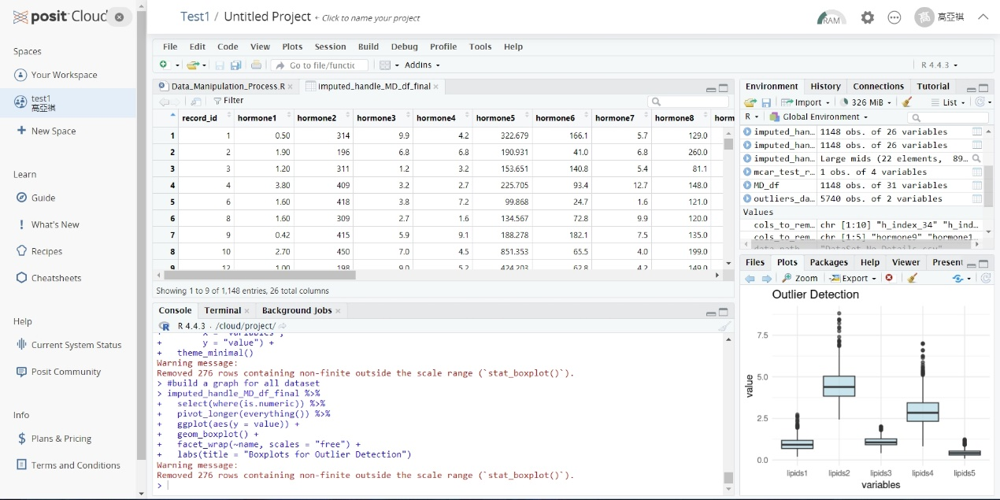 posit Cloud
Test1 / Untitled Project ← Click to name your project
RAM
高 高亞祺
Spaces
Your Workspace
test1
高亞祺
New Space
Learn
Guide
What's New
Recipes
Cheatsheets
Help
Current System Status
Posit Community
Info
Plans & Pricing
Terms and Conditions
File Edit Code View Plots Session Build Debug Profile Tools Help
Go to file/functic Addins
R 4.4.3
Data_Manipulation_Process.R imputed_handle_MD_df_final
Filter
record_id hormone1 hormone2 hormone3 hormone4 hormone5 hormone6 hormone7 hormone8 horm
1 1 0.50 314 9.9 4.2 322.679 166.1 5.7 129.0
2 2 1.90 196 6.8 6.8 190.931 41.0 6.8 260.0
3 3 1.20 311 1.2 3.2 153.651 140.8 5.4 81.1
4 4 3.80 409 3.2 2.7 225.705 93.4 12.7 148.0
5 6 1.60 418 3.8 7.2 99.868 24.7 1.6 121.0
6 8 1.60 309 2.7 1.6 134.567 72.8 9.9 120.0
7 9 0.42 415 5.9 9.1 188.278 182.1 7.5 135.0
8 10 2.70 450 7.0 4.5 851.353 65.5 4.0 199.0
9 12 1.00 198 9.0 5.2 424.203 62.8 4.2 149.0
Showing 1 to 9 of 1,148 entries, 26 total columns
Console Terminal Background Jobs
R 4.4.3 · /cloud/project/
+ x = "variables",
+ y = "value") +
+ theme_minimal()
Warning message:
Removed 276 rows containing non-finite outside the scale range (`stat_boxplot()`).
> #build a graph for all dataset
> imputed_handle_MD_df_final %>%
+ select(where(is.numeric)) %>%
+ pivot_longer(everything()) %>%
+ ggplot(aes(y = value)) +
+ geom_boxplot() +
+ facet_wrap(~name, scales = "free") +
+ labs(title = "Boxplots for Outlier Detection")
Warning message:
Removed 276 rows containing non-finite outside the scale range (`stat_boxplot()`).
>
Environment History Connections Tutorial
Import 326 MiB List
R Global Environment
imputed_han… 1148 obs. of 26 variables
imputed_han… 1148 obs. of 26 variables
imputed_han… Large mids (22 elements, 89…
mcar_test_r… 1 obs. of 4 variables
MD_df 1148 obs. of 31 variables
outliers_da… 5740 obs. of 2 variables
Values
cols_to_rem… chr [1:10] "h_index_34" "h_ind…
cols_to_rem… chr [1:5] "hormone9" "hormone1…
data_path "DataSet_No_Details.csv"
Files Plots Packages Help Viewer Present
Zoom Export
Outlier Detection
7.5
5.0
2.5
0.0
value
lipids1 lipids2 lipids3 lipids4 lipids5
variables